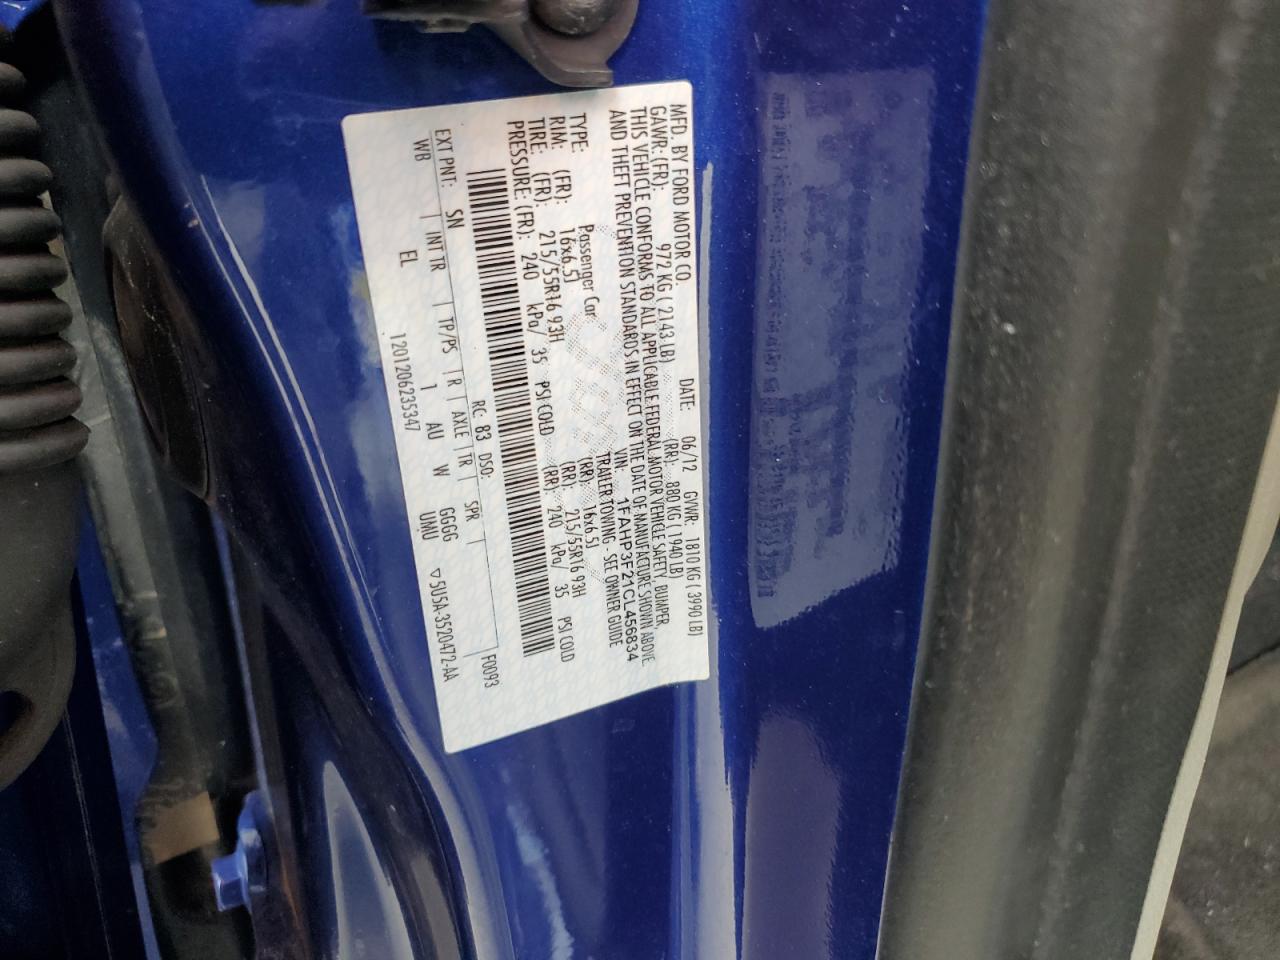 MFD. BY FORD MOTOR CO.
DATE: 06/12 GVWR: 1810 KG ( 3990 LB)
GAWR: (FR): 972 KG ( 2143 LB) (RR): 880 KG ( 1940 LB)
THIS VEHICLE CONFORMS TO ALL APPLICABLE FEDERAL MOTOR VEHICLE SAFETY, BUMPER,
AND THEFT PREVENTION STANDARDS IN EFFECT ON THE DATE OF MANUFACTURE SHOWN ABOVE.
VIN: 1FAHP3F21CL456834
TYPE: Passenger Car TRAILER TOWING - SEE OWNER GUIDE
RIM: (FR): 16x6.5J (RR): 16x6.5J
TIRE: (FR): 215/55R16 93H (RR): 215/55R16 93H
PRESSURE: (FR): 240 kPa/ 35 PSI COLD (RR: 240 kPa/ 35 PSI COLD
RC: 83 DSO: F0093
EXT PNT: SN INT TR TP/PS R AXLE TR SPR
WB EL 1 AU W GGGG
120120623534​7 UMU ▽ 5U5A-3520472-AA